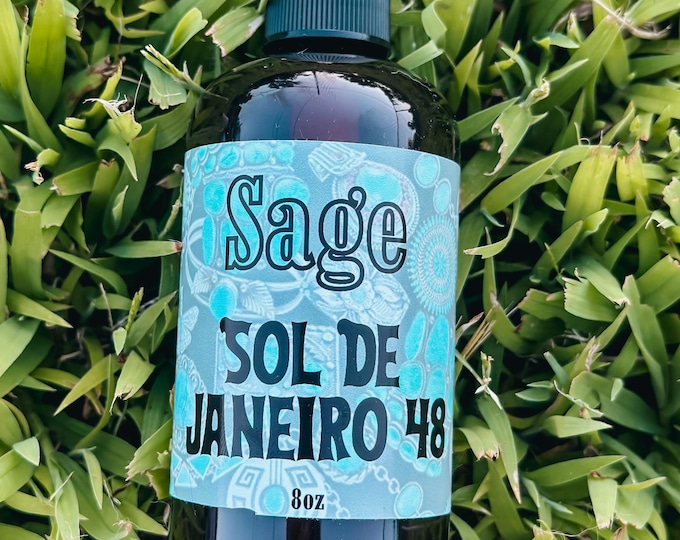 Sage
SOL DE
JANEIRO 48
8oz